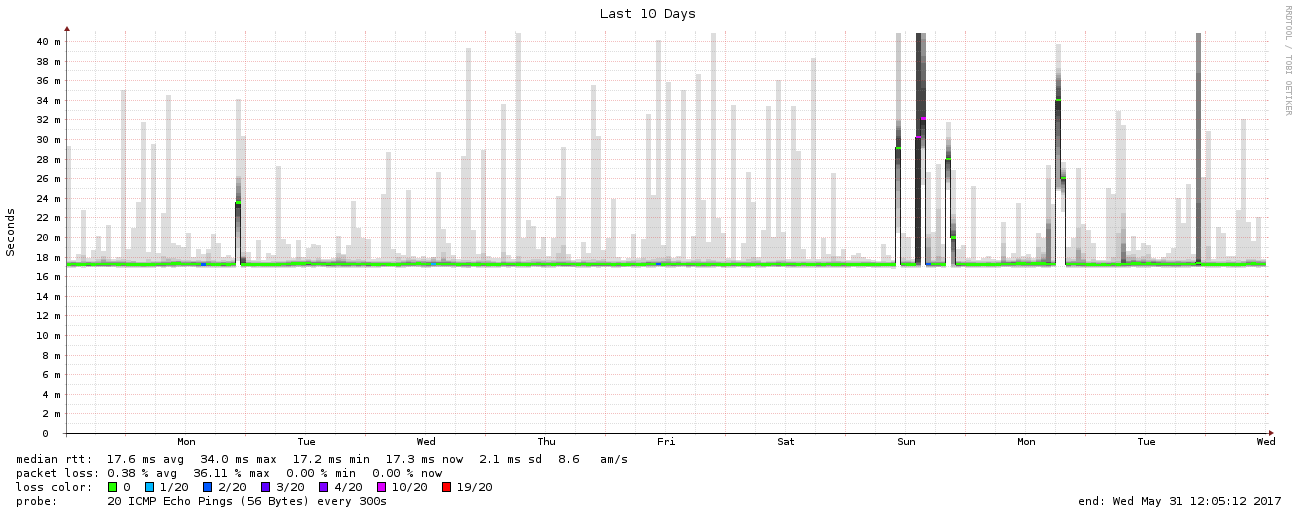 Last 10 Days
RRDTOOL / TOBI OETIKER
Seconds
40 m
38 m
36 m
34 m
32 m
30 m
28 m
26 m
24 m
22 m
20 m
18 m
16 m
14 m
12 m
10 m
8 m
6 m
4 m
2 m
0
Mon Tue Wed Thu Fri Sat Sun Mon Tue Wed
median rtt: 17.6 ms avg 34.0 ms max 17.2 ms min 17.3 ms now 2.1 ms sd 8.6 am/s
packet loss: 0.38 % avg 36.11 % max 0.00 % min 0.00 % now
loss color: 0 1/20 2/20 3/20 4/20 10/20 19/20
probe: 20 ICMP Echo Pings (56 Bytes) every 300s end: Wed May 31 12:05:12 2017